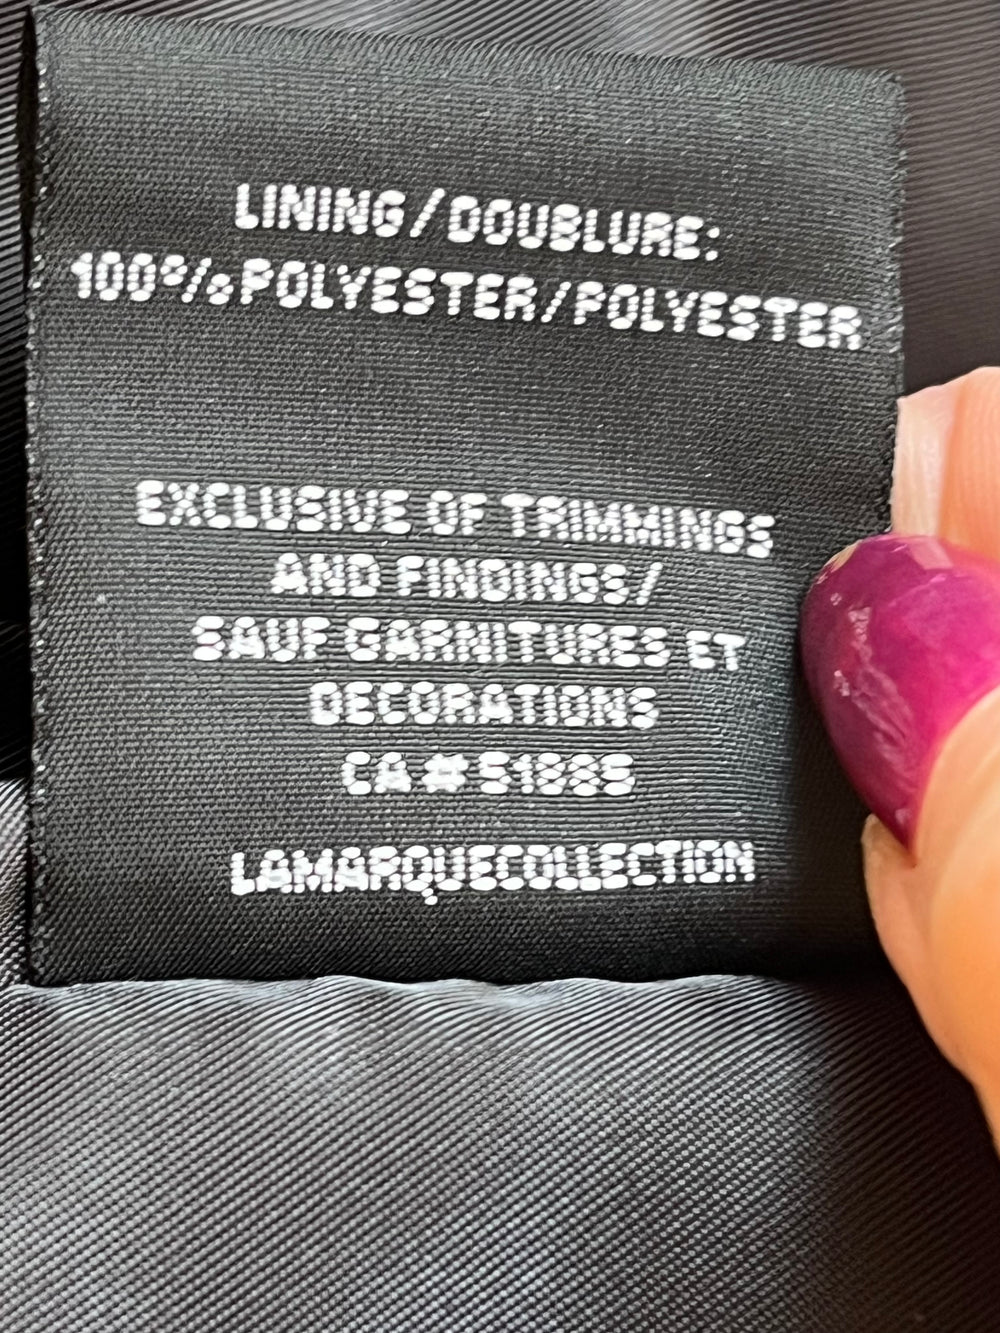 LINING/DOUBLURE:
100%POLYESTER/POLYESTER
EXCLUSIVE OF TRIMMINGS
AND FINDINGS/
SAUF GARNITURES ET
DECORATIONS
CA# 51885
LAMARQUECOLLECTION